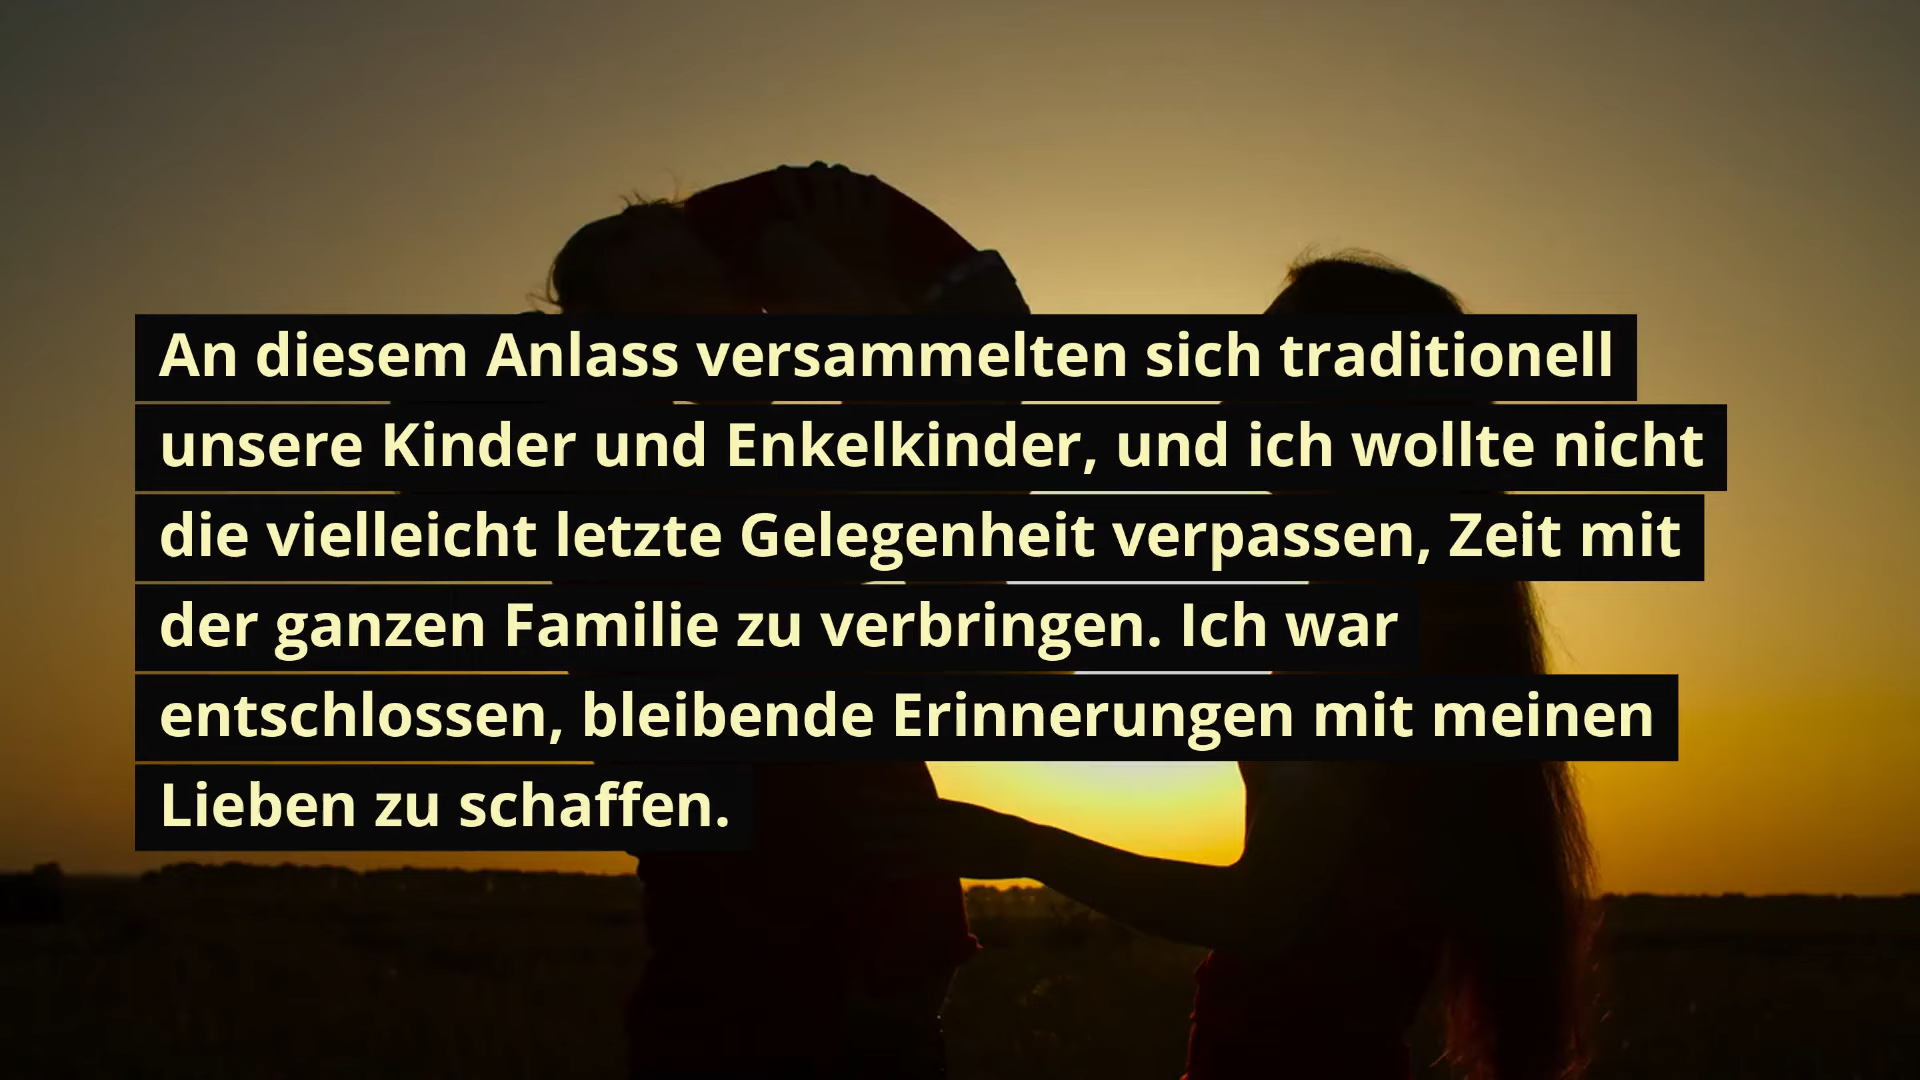 An diesem Anlass versammelten sich traditionell
unsere Kinder und Enkelkinder, und ich wollte nicht
die vielleicht letzte Gelegenheit verpassen, Zeit mit
der ganzen Familie zu verbringen. Ich war
entschlossen, bleibende Erinnerungen mit meinen
Lieben zu schaffen.